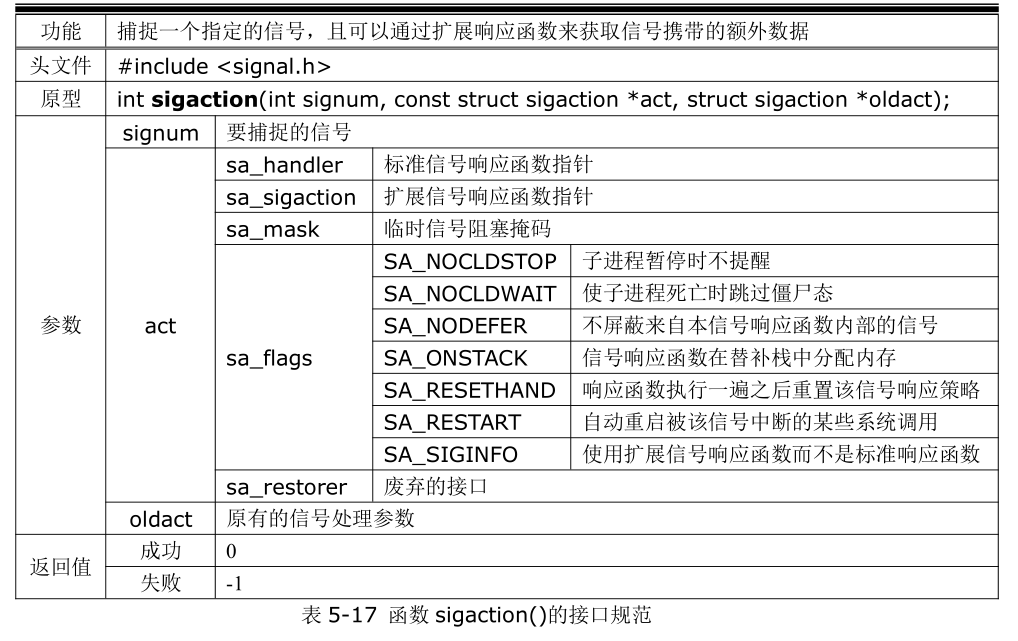 功能 捕捉一个指定的信号，且可以通过扩展响应函数来获取信号携带的额外数据
头文件 #include <signal.h>
原型 int sigaction(int signum, const struct sigaction *act, struct sigaction *oldact);
signum 要捕捉的信号
sa_handler 标准信号响应函数指针
sa_sigaction 扩展信号响应函数指针
sa_mask 临时信号阻塞掩码
SA_NOCLDSTOP 子进程暂停时不提醒
SA_NOCLDWAIT 使子进程死亡时跳过僵尸态
参数 act SA_NODEFER 不屏蔽来自本信号响应函数内部的信号
sa_flags SA_ONSTACK 信号响应函数在替补栈中分配内存
SA_RESETHAND 响应函数执行一遍之后重置该信号响应策略
SA_RESTART 自动重启被该信号中断的某些系统调用
SA_SIGINFO 使用扩展信号响应函数而不是标准响应函数
sa_restorer 废弃的接口
oldact 原有的信号处理参数
返回值 成功 0
失败 -1
表 5-17 函数 sigaction()的接口规范